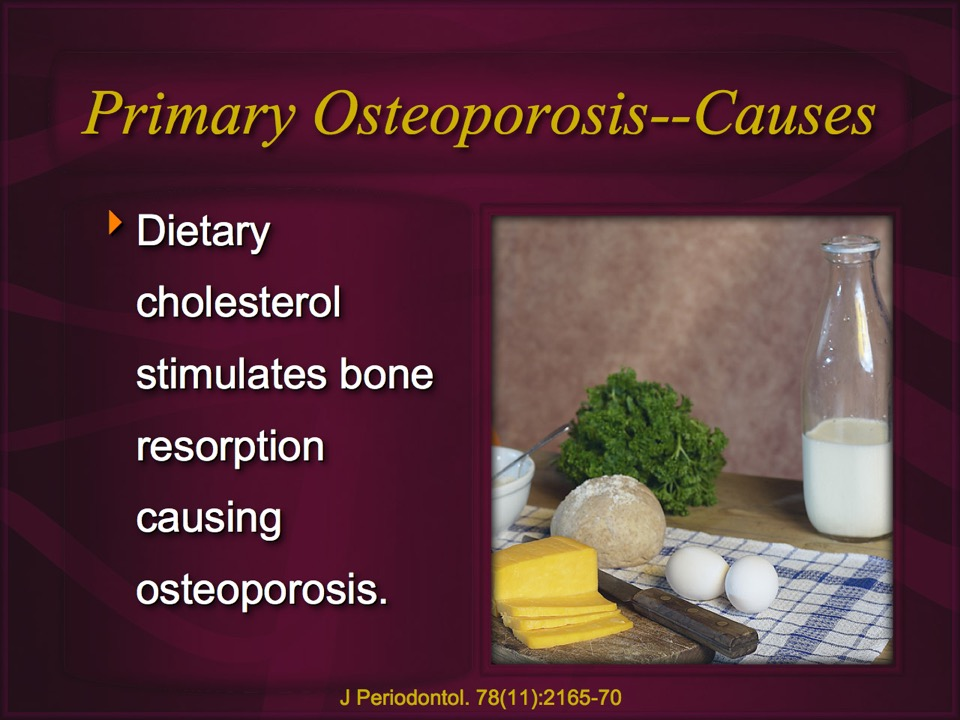 Primary Osteoporosis--Causes
Dietary
cholesterol
stimulates bone
resorption
causing
osteoporosis.
J Periodontol. 78(11):2165-70